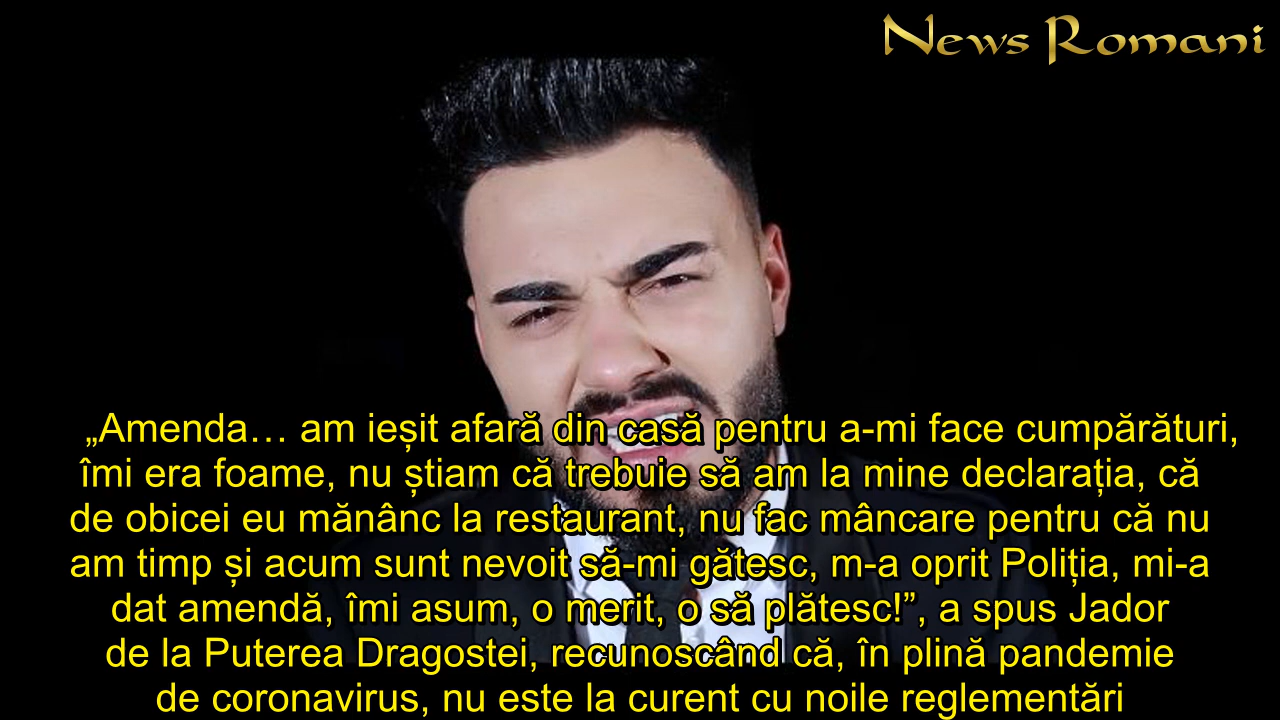 News Romani
„Amenda… am ieșit afară din casă pentru a-mi face cumpărături,
îmi era foame, nu știam că trebuie să am la mine declarația, că
de obicei eu mănânc la restaurant, nu fac mâncare pentru că nu
am timp și acum sunt nevoit să-mi gătesc, m-a oprit Poliția, mi-a
dat amendă, îmi asum, o merit, o să plătesc!”, a spus Jador
de la Puterea Dragostei, recunoscând că, în plină pandemie
de coronavirus, nu este la curent cu noile reglementări